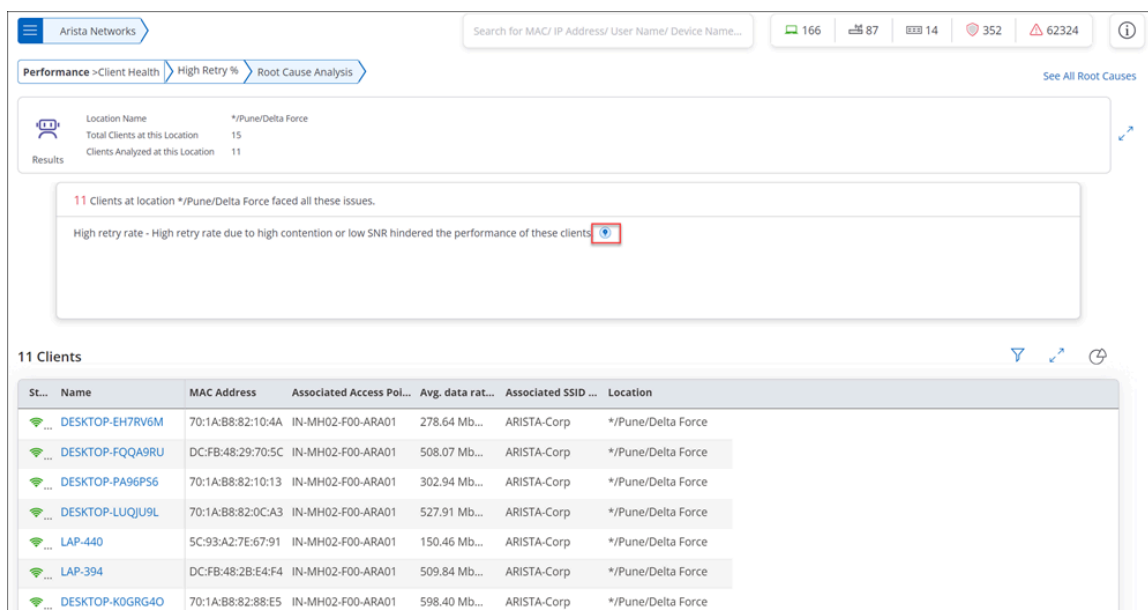 Arista Networks
Search for MAC/ IP Address/ User Name/ Device Name...
166 87 14 352 62324
Performance >Client Health High Retry % Root Cause Analysis
See All Root Causes
Results
Location Name */Pune/Delta Force
Total Clients at this Location 15
Clients Analyzed at this Location 11
11 Clients at location */Pune/Delta Force faced all these issues.
High retry rate - High retry rate due to high contention or low SNR hindered the performance of these clients
11 Clients
St... Name MAC Address Associated Access Poi... Avg. data rat... Associated SSID ... Location
... DESKTOP-EH7RV6M 70:1A:B8:82:10:4A IN-MH02-F00-ARA01 278.64 Mb... ARISTA-Corp */Pune/Delta Force
... DESKTOP-FQQA9RU DC:FB:48:29:70:5C IN-MH02-F00-ARA01 508.07 Mb... ARISTA-Corp */Pune/Delta Force
... DESKTOP-PA96PS6 70:1A:B8:82:10:13 IN-MH02-F00-ARA01 302.94 Mb... ARISTA-Corp */Pune/Delta Force
... DESKTOP-LUQJU9L 70:1A:B8:82:0C:A3 IN-MH02-F00-ARA01 527.91 Mb... ARISTA-Corp */Pune/Delta Force
... LAP-440 5C:93:A2:7E:67:91 IN-MH02-F00-ARA01 150.46 Mb... ARISTA-Corp */Pune/Delta Force
... LAP-394 DC:FB:48:2B:E4:F4 IN-MH02-F00-ARA01 509.84 Mb... ARISTA-Corp */Pune/Delta Force
... DESKTOP-K0GRG4O 70:1A:B8:82:88:E5 IN-MH02-F00-ARA01 598.40 Mb... ARISTA-Corp */Pune/Delta Force